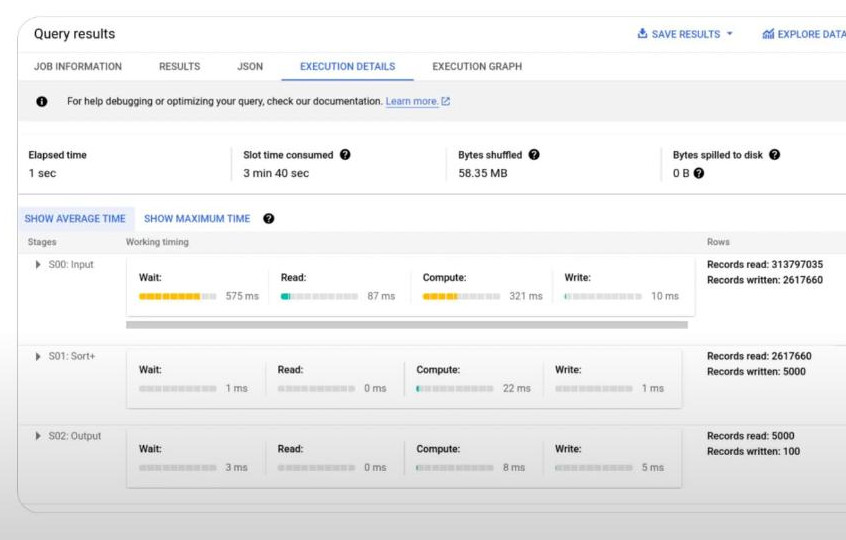 Query results
SAVE RESULTS
EXPLORE DATA
JOB INFORMATION RESULTS JSON EXECUTION DETAILS EXECUTION GRAPH
For help debugging or optimizing your query, check our documentation. Learn more.
Elapsed time Slot time consumed Bytes shuffled Bytes spilled to disk
1 sec 3 min 40 sec 58.35 MB 0 B
SHOW AVERAGE TIME SHOW MAXIMUM TIME
Stages Working timing Rows
S00: Input
Wait: Read: Compute: Write:
575 ms 87 ms 321 ms 10 ms
Records read: 313797035
Records written: 2617660
S01: Sort+
Wait: Read: Compute: Write:
1 ms 0 ms 22 ms 1 ms
Records read: 2617660
Records written: 5000
S02: Output
Wait: Read: Compute: Write:
3 ms 0 ms 8 ms 5 ms
Records read: 5000
Records written: 100